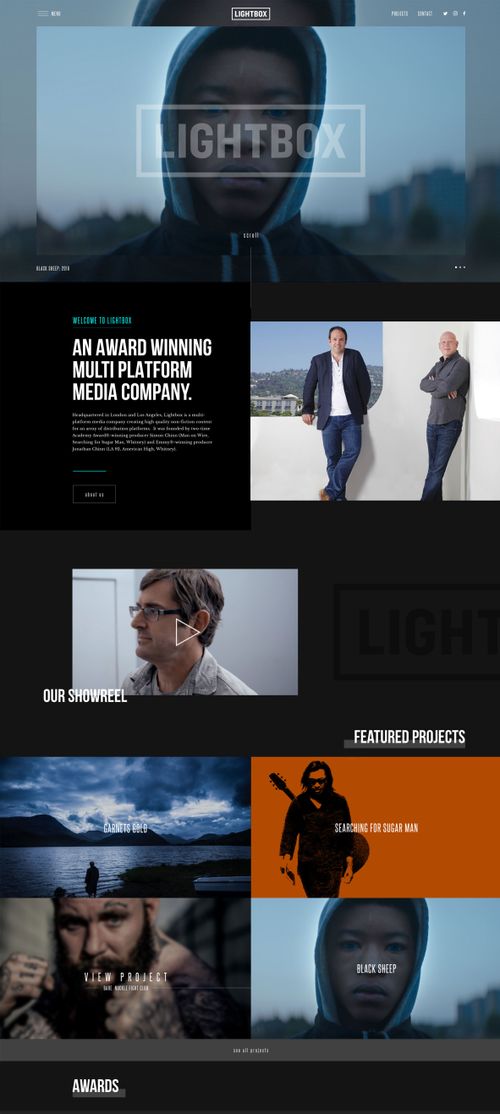 MENU
LIGHTBOX
PROJECTS
CONTACT
LIGHTBOX
scroll
BLACK SHEEP, 2016
WELCOME TO LIGHTBOX
AN AWARD WINNING
MULTI PLATFORM
MEDIA COMPANY.
Headquartered in London and Los Angeles, Lightbox is a multi-
platform media company creating high quality non-fiction content
for an array of distribution platforms. It was founded by two-time
Academy Award®-winning producer Simon Chinn (Man on Wire,
Searching for Sugar Man, Whitney) and Emmy®-winning producer
Jonathan Chinn (LA 92, American High, Whitney).
about us
OUR SHOWREEL
LIGHT
FEATURED PROJECTS
GARNETS GOLD
SEARCHING FOR SUGAR MAN
VIEW PROJECT
BARE NUCKLE FIGHT CLUB
BLACK SHEEP
see all projects
AWARDS